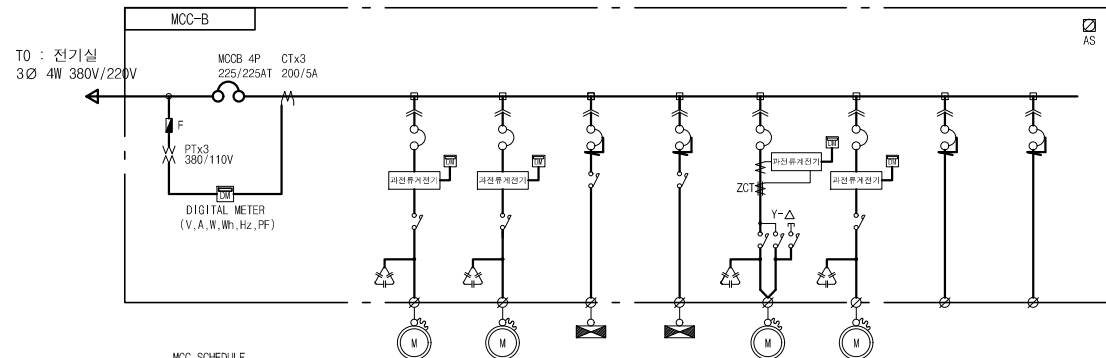 MCC-B
AS
TO : 전기실
3Ø 4W 380V/220V
MCCB 4P
225/225AT
CTx3
200/5A
F
PTx3
380/110V
DM
DIGITAL METER
(V,A,W,Wh,Hz,PF)
과전류계전기
DM
과전류계전기
DM
과전류계전기
DM
ZCT
Y-△
과전류계전기
DM
M
M
M
M
MCC SCHEDULE